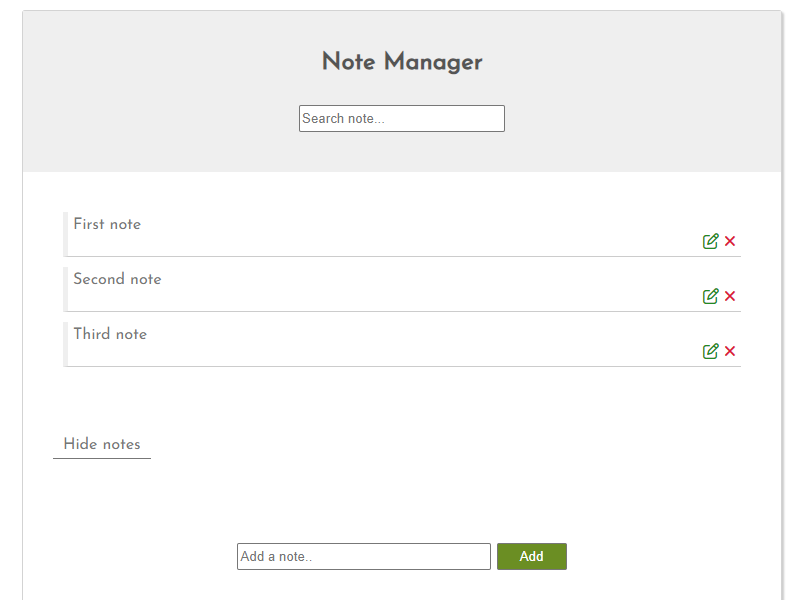 Note Manager
Search note...
First note
Second note
Third note
Hide notes
Add a note..
Add